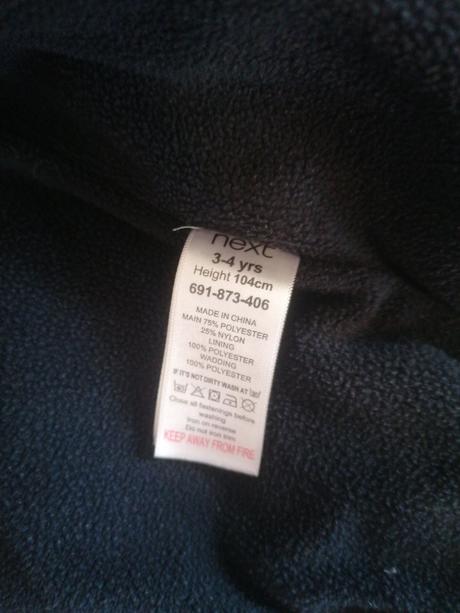 next
3-4 yrs
Height 104cm
691-873-406
MADE IN CHINA
MAIN 75% POLYESTER
25% NYLON
LINING
100% POLYESTER
WADDING
100% POLYESTER
IF IT'S NOT DIRTY WASH AT
Close all fastenings before
washing
Iron on reverse
Do not iron trim
KEEP AWAY FROM FIRE